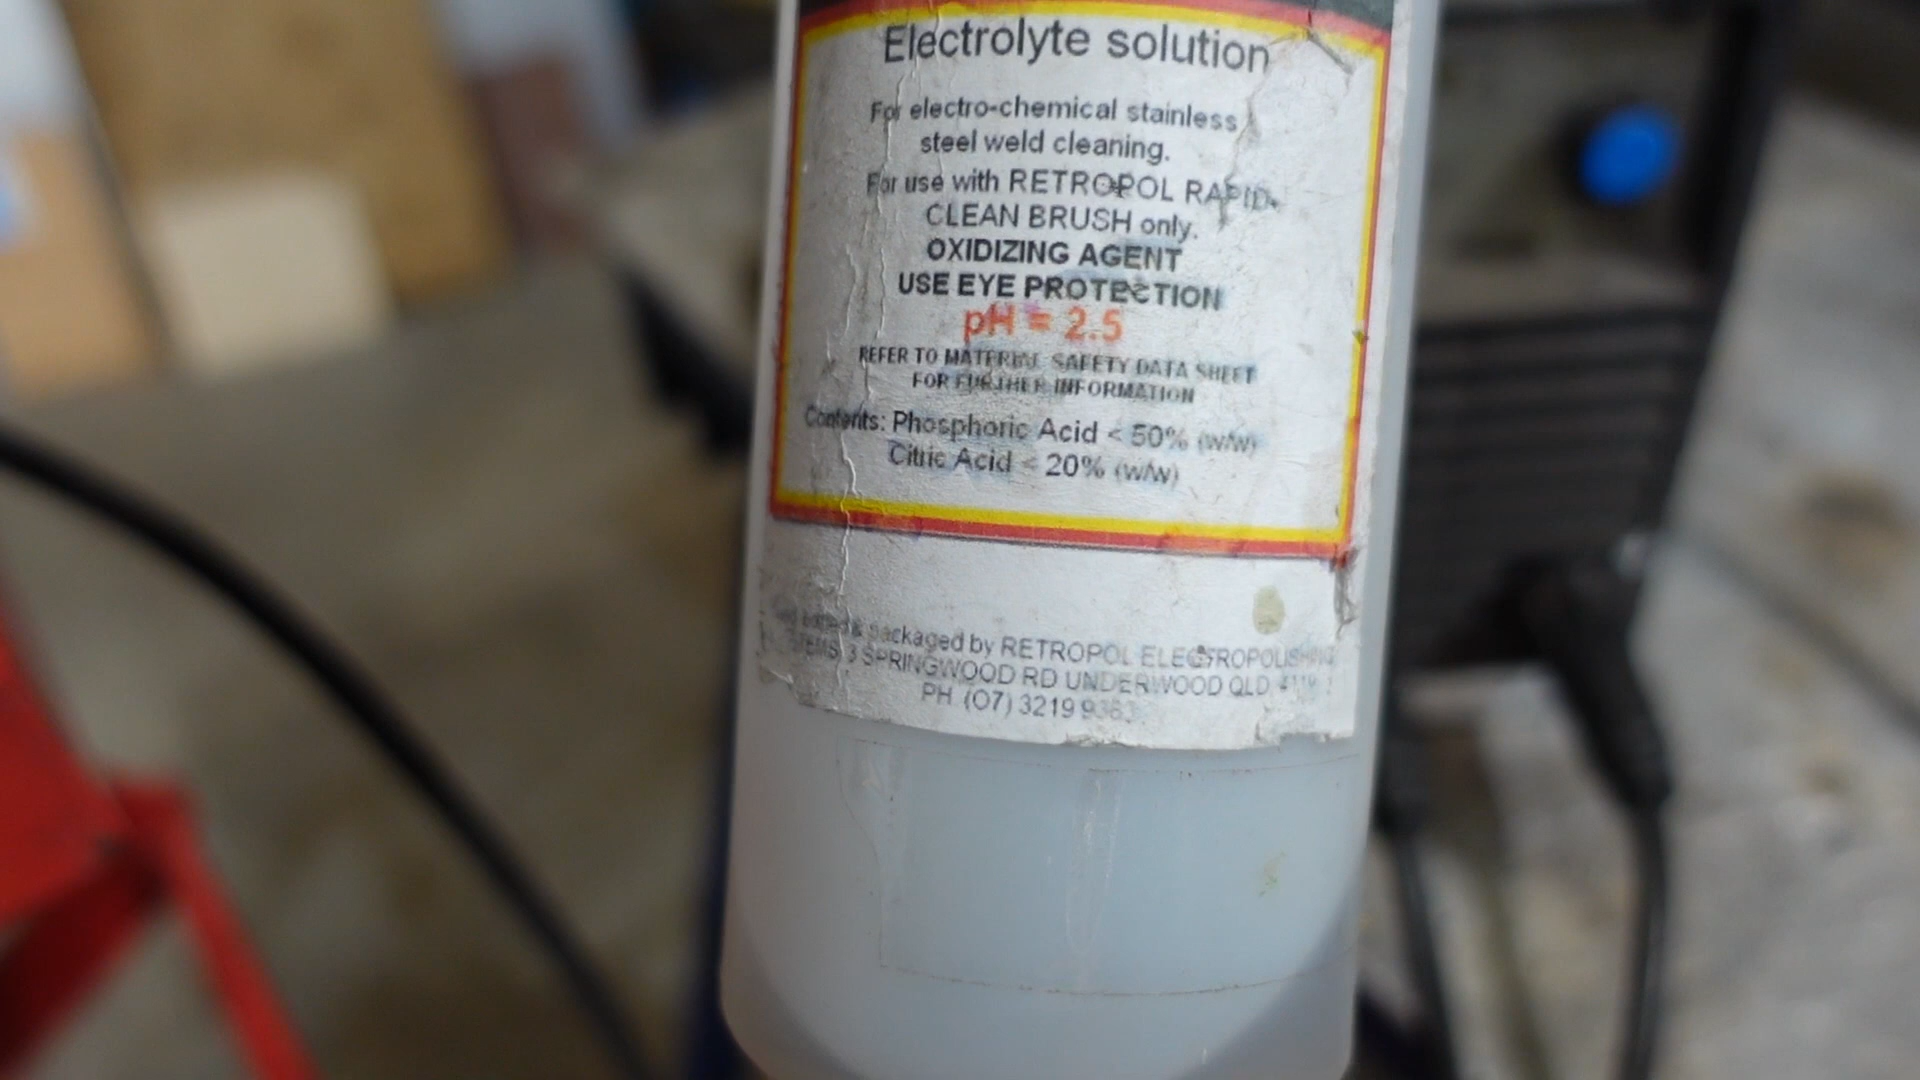 Electrolyte solution
For electro-chemical stainless
steel weld cleaning.
For use with RETROPOL RAPID-
CLEAN BRUSH only.
OXIDIZING AGENT
USE EYE PROTECTION
pH = 2.5
REFER TO MATERIAL SAFETY DATA SHEET
FOR FURTHER INFORMATION
Contents: Phosphoric Acid < 50% (w/w)
Citric Acid < 20% (w/w)
& packaged by RETROPOL ELECTROPOLISHING
3 SPRINGWOOD RD UNDERWOOD QLD
PH. (07) 3219